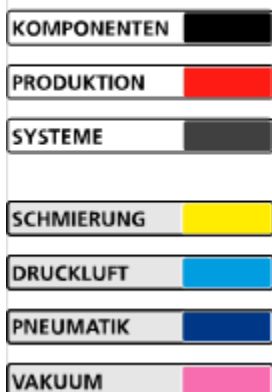 KOMPONENTEN
PRODUKTION
SYSTEME
SCHMIERUNG
DRUCKLUFT
PNEUMATIK
VAKUUM